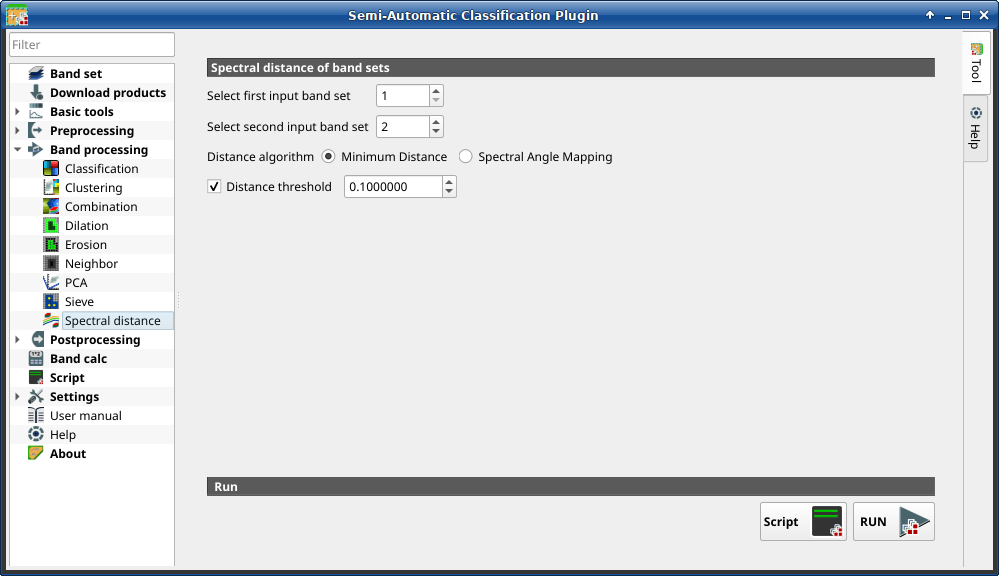 Semi-Automatic Classification Plugin
Filter
Band set
Download products
Basic tools
Preprocessing
Band processing
Classification
Clustering
Combination
Dilation
Erosion
Neighbor
PCA
Sieve
Spectral distance
Postprocessing
Band calc
Script
Settings
User manual
Help
About
Spectral distance of band sets
Select first input band set 1
Select second input band set 2
Distance algorithm Minimum Distance Spectral Angle Mapping
Distance threshold 0.1000000
Run
Script RUN
Tool
Help